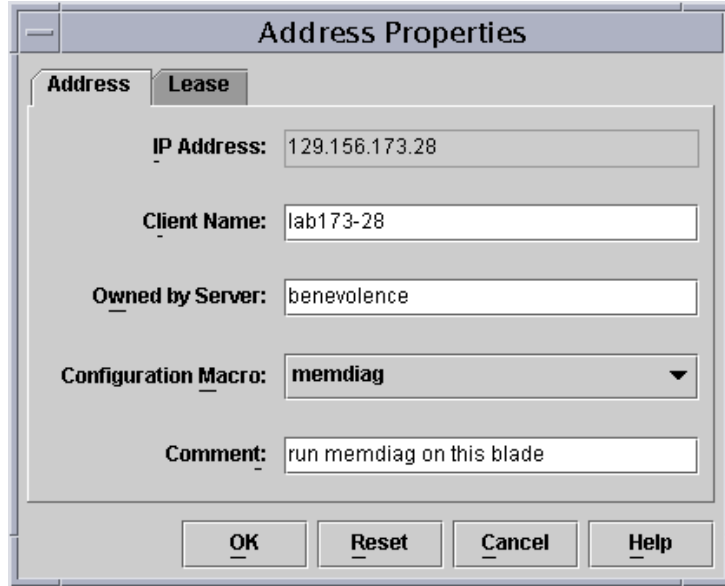 Address Properties
Address Lease
IP Address: 129.156.173.28
Client Name: lab173-28
Owned by Server: benevolence
Configuration Macro: memdiag
Comment: run memdiag on this blade
OK Reset Cancel Help